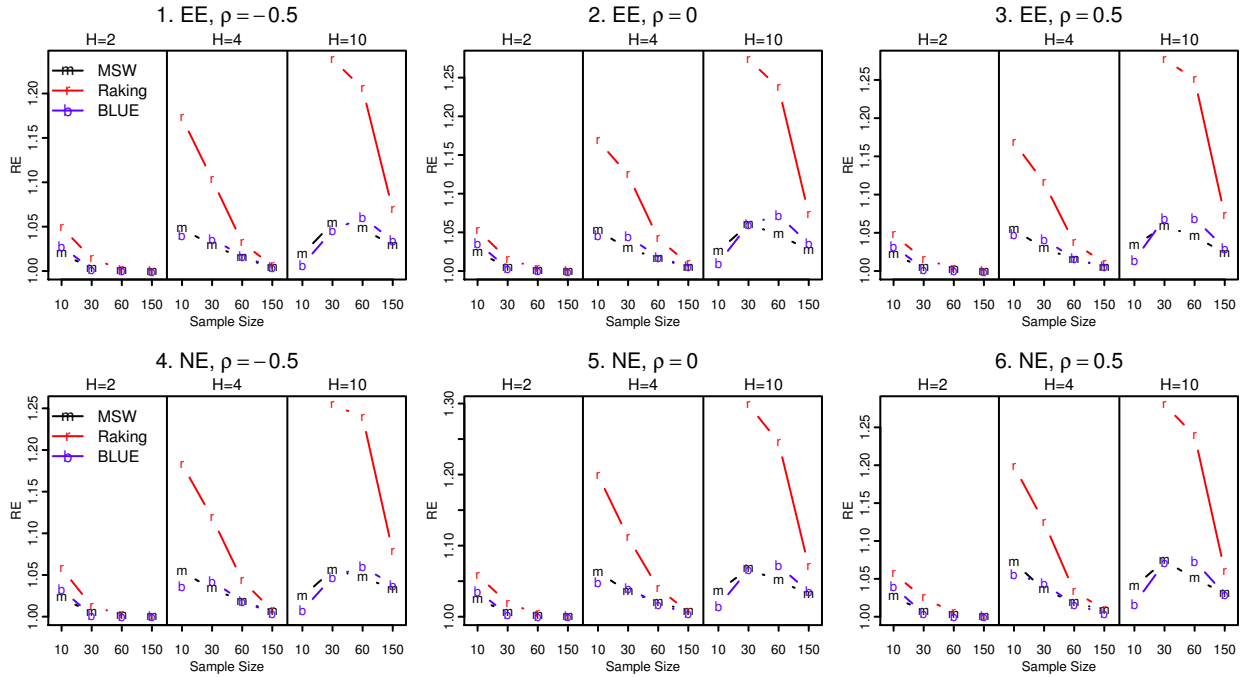 1. EE, ρ = −0.5
H=2 H=4 H=10
RE
1.00 1.05 1.10 1.15 1.20
m MSW
r Raking
b BLUE
10 30 60 150 10 30 60 150 10 30 60 150
Sample Size
2. EE, ρ = 0
H=2 H=4 H=10
RE
1.00 1.05 1.10 1.15 1.20 1.25
10 30 60 150 10 30 60 150 10 30 60 150
Sample Size
3. EE, ρ = 0.5
H=2 H=4 H=10
RE
1.00 1.05 1.10 1.15 1.20 1.25
10 30 60 150 10 30 60 150 10 30 60 150
Sample Size
4. NE, ρ = −0.5
H=2 H=4 H=10
RE
1.00 1.05 1.10 1.15 1.20 1.25
m MSW
r Raking
b BLUE
10 30 60 150 10 30 60 150 10 30 60 150
Sample Size
5. NE, ρ = 0
H=2 H=4 H=10
RE
1.00 1.10 1.20 1.30
10 30 60 150 10 30 60 150 10 30 60 150
Sample Size
6. NE, ρ = 0.5
H=2 H=4 H=10
RE
1.00 1.05 1.10 1.15 1.20 1.25
10 30 60 150 10 30 60 150 10 30 60 150
Sample Size